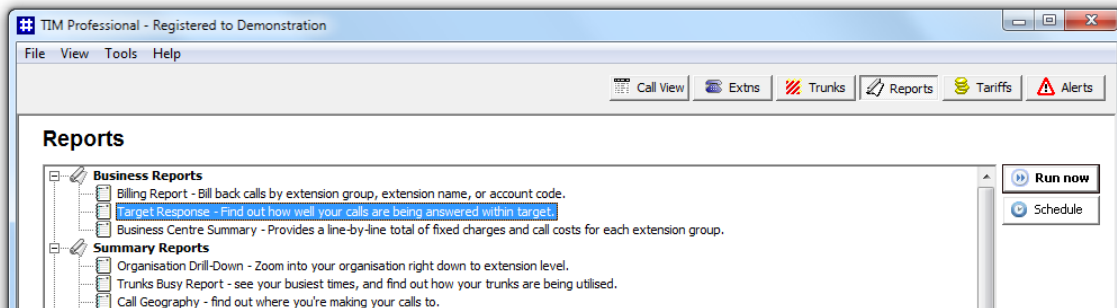 TIM Professional - Registered to Demonstration
File View Tools Help
Call View Extns Trunks Reports Tariffs Alerts
Reports
Business Reports
Billing Report - Bill back calls by extension group, extension name, or account code.
Target Response - Find out how well your calls are being answered within target.
Business Centre Summary - Provides a line-by-line total of fixed charges and call costs for each extension group.
Summary Reports
Organisation Drill-Down - Zoom into your organisation right down to extension level.
Trunks Busy Report - see your busiest times, and find out how your trunks are being utilised.
Call Geography - find out where you're making your calls to.
Run now
Schedule